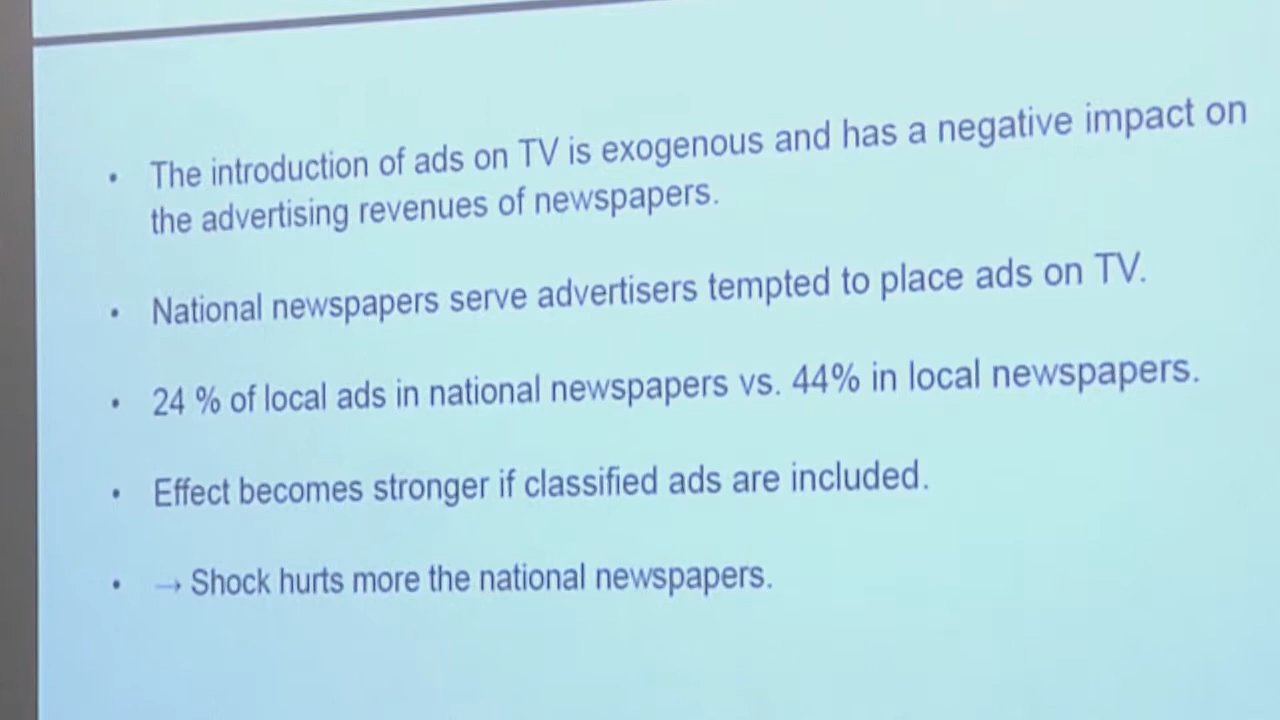 • The introduction of ads on TV is exogenous and has a negative impact on
the advertising revenues of newspapers.
• National newspapers serve advertisers tempted to place ads on TV.
• 24 % of local ads in national newspapers vs. 44% in local newspapers.
• Effect becomes stronger if classified ads are included.
• → Shock hurts more the national newspapers.